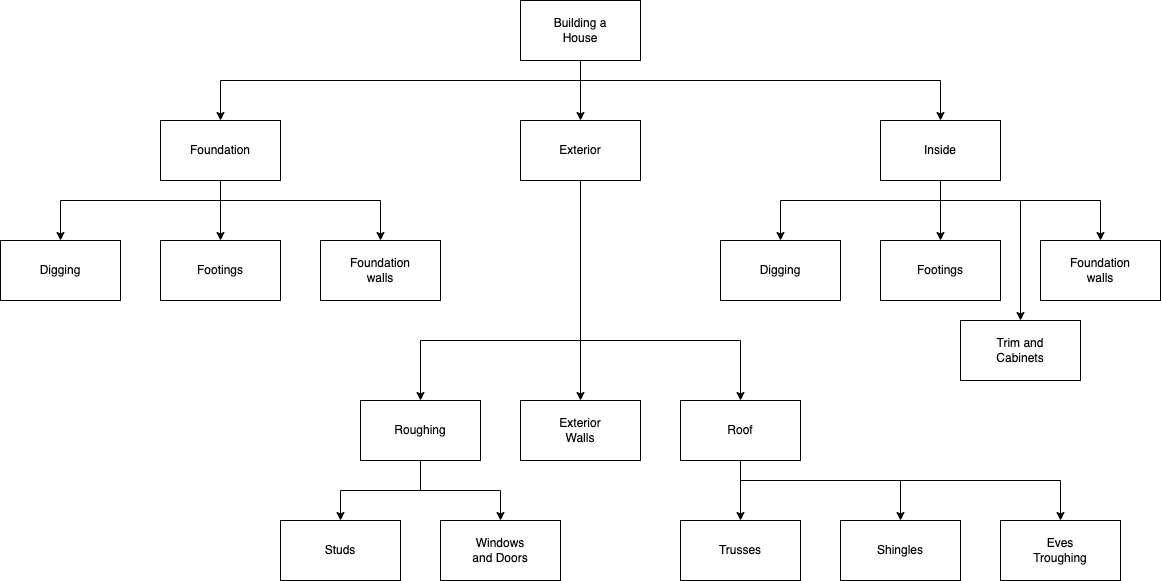 Building a
House
Foundation
Exterior
Inside
Digging
Footings
Foundation
walls
Digging
Footings
Foundation
walls
Trim and
Cabinets
Roughing
Exterior
Walls
Roof
Studs
Windows
and Doors
Trusses
Shingles
Eves
Troughing